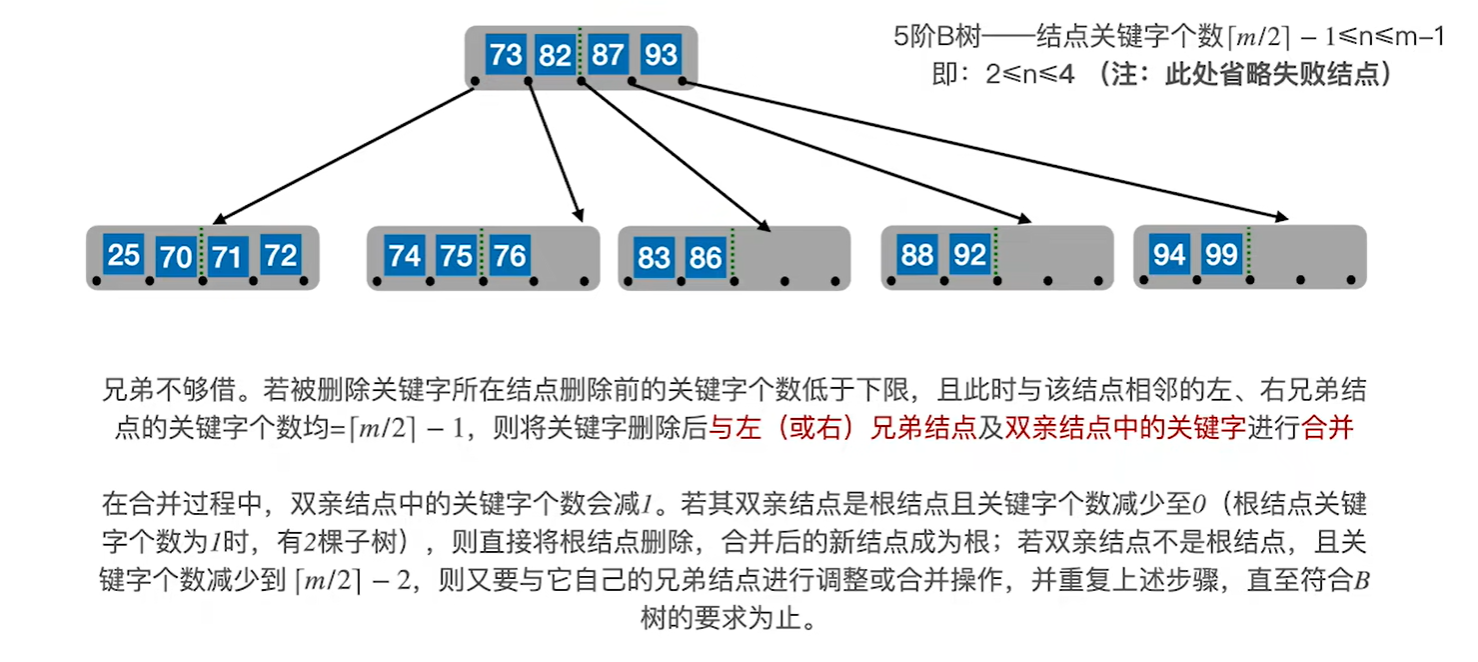 73 82 87 93
5阶B树——结点关键字个数⌈m/2⌉ − 1≤n≤m−1
即：2≤n≤4 （注：此处省略失败结点）
25 70 71 72
74 75 76
83 86
88 92
94 99
兄弟不够借。若被删除关键字所在结点删除前的关键字个数低于下限，且此时与该结点相邻的左、右兄弟结
点的关键字个数均=⌈m/2⌉ − 1，则将关键字删除后与左（或右）兄弟结点及双亲结点中的关键字进行合并
在合并过程中，双亲结点中的关键字个数会减1。若其双亲结点是根结点且关键字个数减少至0（根结点关键
字个数为1时，有2棵子树），则直接将根结点删除，合并后的新结点成为根；若双亲结点不是根结点，且关
键字个数减少到⌈m/2⌉ − 2，则又要与它自己的兄弟结点进行调整或合并操作，并重复上述步骤，直至符合B
树的要求为止。